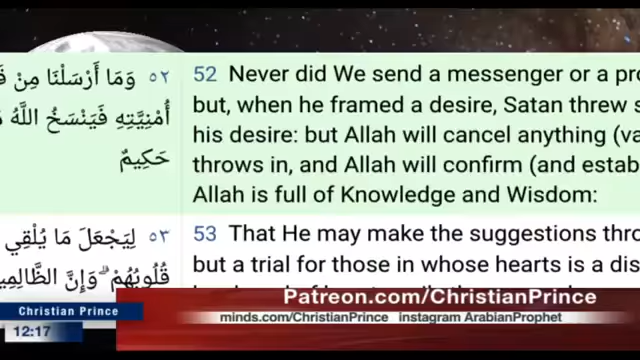 ٥٢ وَمَا أَرْسَلْنَا مِنْ
أُمْنِيَّتِهِ فَيَنْسَخُ اللَّهُ
حَكِيمٌ
52 Never did We send a messenger or a pro
but, when he framed a desire, Satan threw s
his desire: but Allah will cancel anything (va
throws in, and Allah will confirm (and estab
Allah is full of Knowledge and Wisdom:
٥٣ لِيَجْعَلَ مَا يُلْقِي
قُلُوبُهُمْ ۗ وَإِنَّ الظَّالِمِي
53 That He may make the suggestions thro
but a trial for those in whose hearts is a dis
Patreon.com/ChristianPrince
Christian Prince
minds.com/ChristianPrince instagram ArabianProphet
12:17